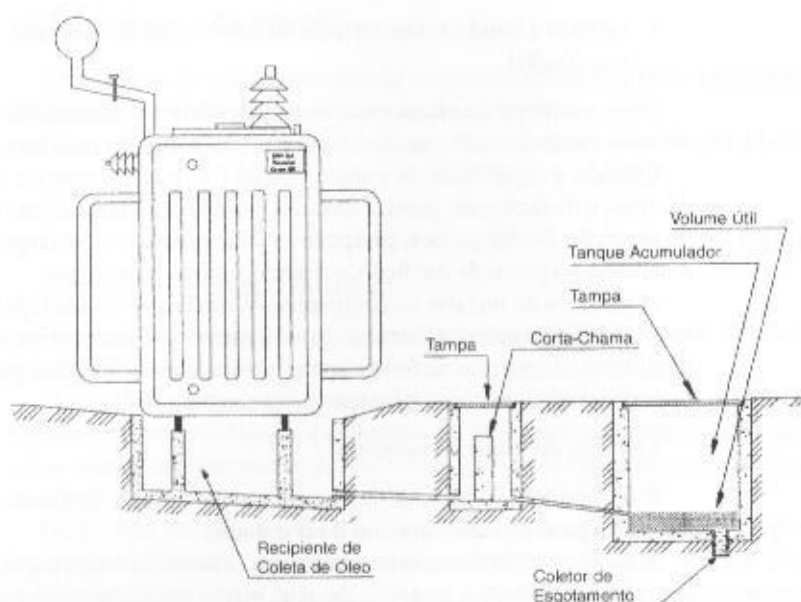 Volume Útil
Tanque Acumulador
Tampa
Tampa
Corta-Chama
Recipiente de
Coleta de Óleo
Coletor de
Esgotamento